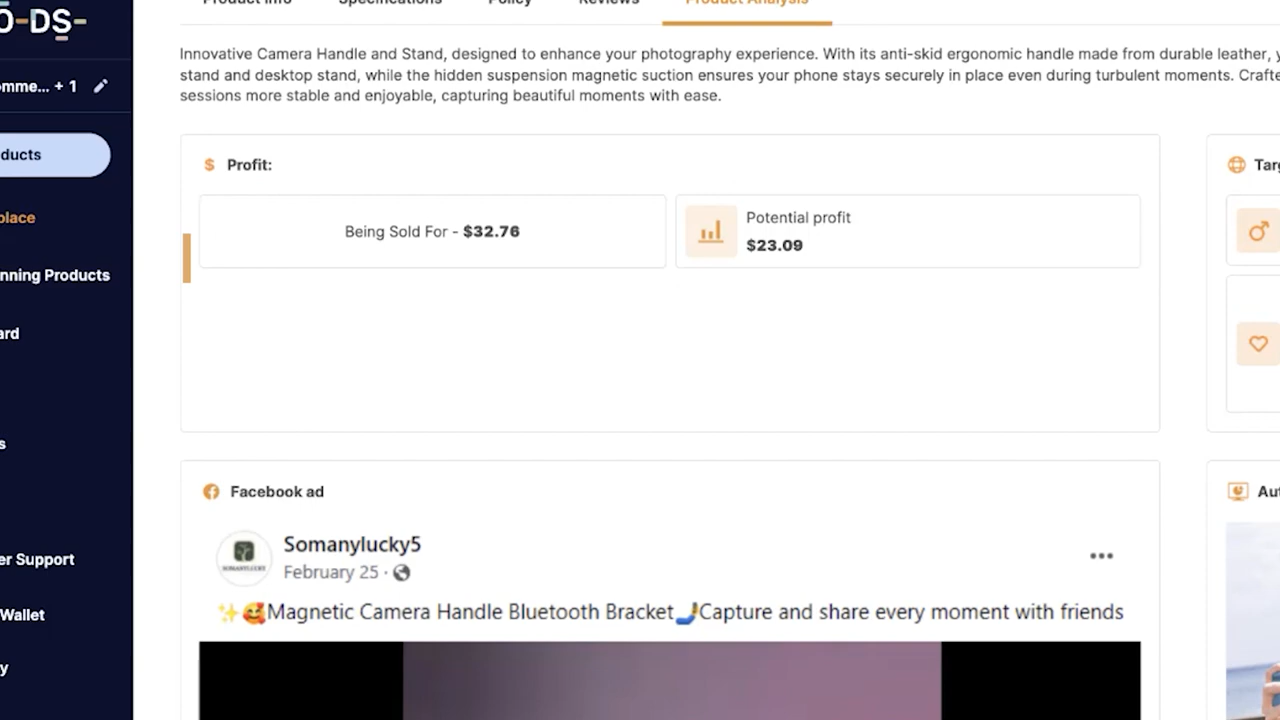 -DS-
Product Info Specifications Policy Reviews Product Analysis
Innovative Camera Handle and Stand, designed to enhance your photography experience. With its anti-skid ergonomic handle made from durable leather,
stand and desktop stand, while the hidden suspension magnetic suction ensures your phone stays securely in place even during turbulent moments. Crafte
sessions more stable and enjoyable, capturing beautiful moments with ease.
omme... + 1
ducts
place
nning Products
ard
s
er Support
Wallet
y
$ Profit:
Being Sold For - $32.76
Potential profit
$23.09
Targ
Facebook ad
Aut
Somanylucky5
SOMANYLUCKY
February 25 ·
✨🥰Magnetic Camera Handle Bluetooth Bracket🤳Capture and share every moment with friends